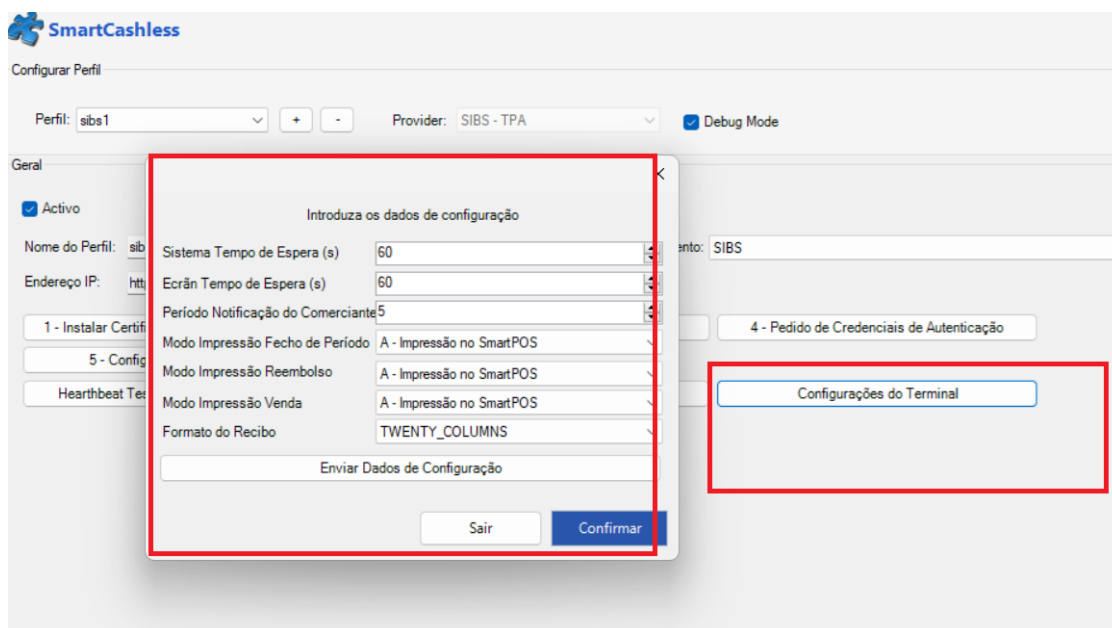 SmartCashless
Configurar Perfil
Perfil: sibs1 + - Provider: SIBS - TPA Debug Mode
Geral
Activo
Introduza os dados de configuração
Nome do Perfil: sib ento: SIBS
Sistema Tempo de Espera (s) 60
Endereço IP: htt
Ecrãn Tempo de Espera (s) 60
Período Notificação do Comerciante 5
1 - Instalar Certifi 4 - Pedido de Credenciais de Autenticação
Modo Impressão Fecho de Período A - Impressão no SmartPOS
5 - Config
Modo Impressão Reembolso A - Impressão no SmartPOS
Hearthbeat Tes Configurações do Terminal
Modo Impressão Venda A - Impressão no SmartPOS
Formato do Recibo TWENTY_COLUMNS
Enviar Dados de Configuração
Sair Confirmar